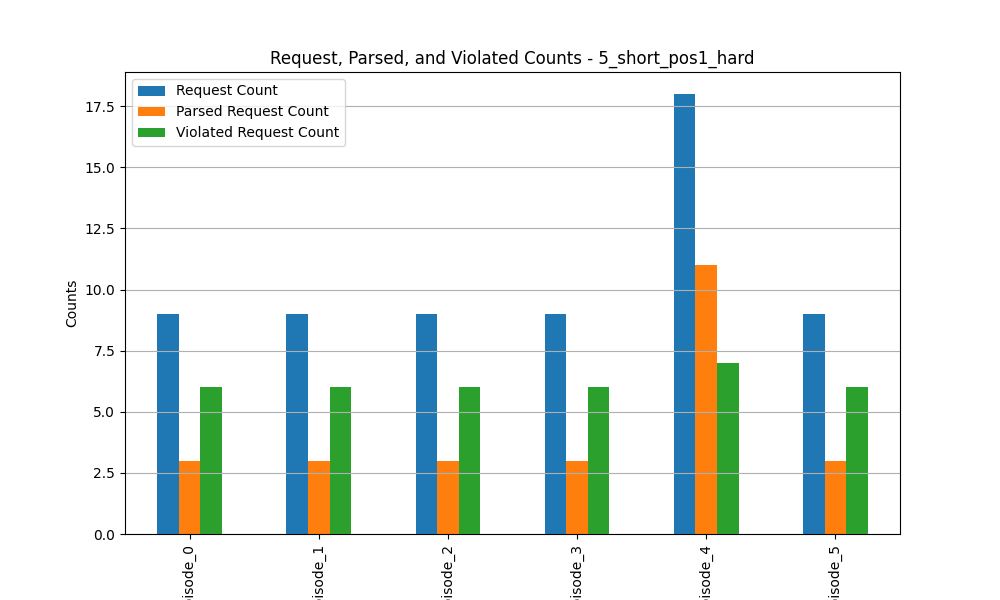 Request, Parsed, and Violated Counts - 5_short_pos1_hard
Request Count
Parsed Request Count
Violated Request Count
17.5
15.0
12.5
10.0
7.5
5.0
2.5
0.0
Counts
isode_0
isode_1
isode_2
isode_3
isode_4
isode_5